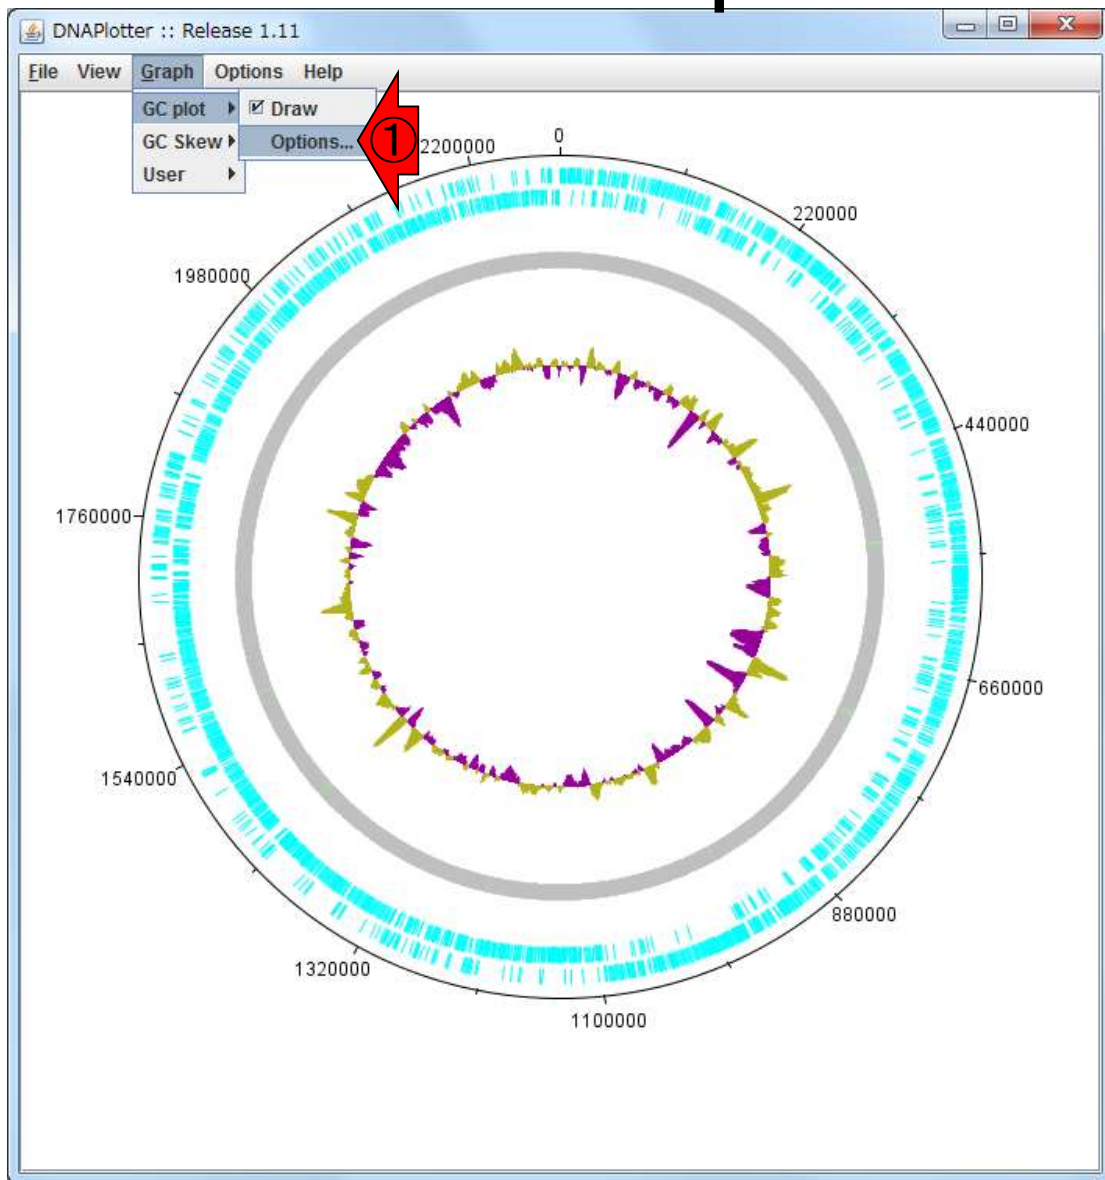 DNAPlotter :: Release 1.11
File View Graph Options Help
GC plot Draw
GC Skew Options... ①
User
0
220000
440000
660000
880000
1100000
1320000
1540000
1760000
1980000
2200000